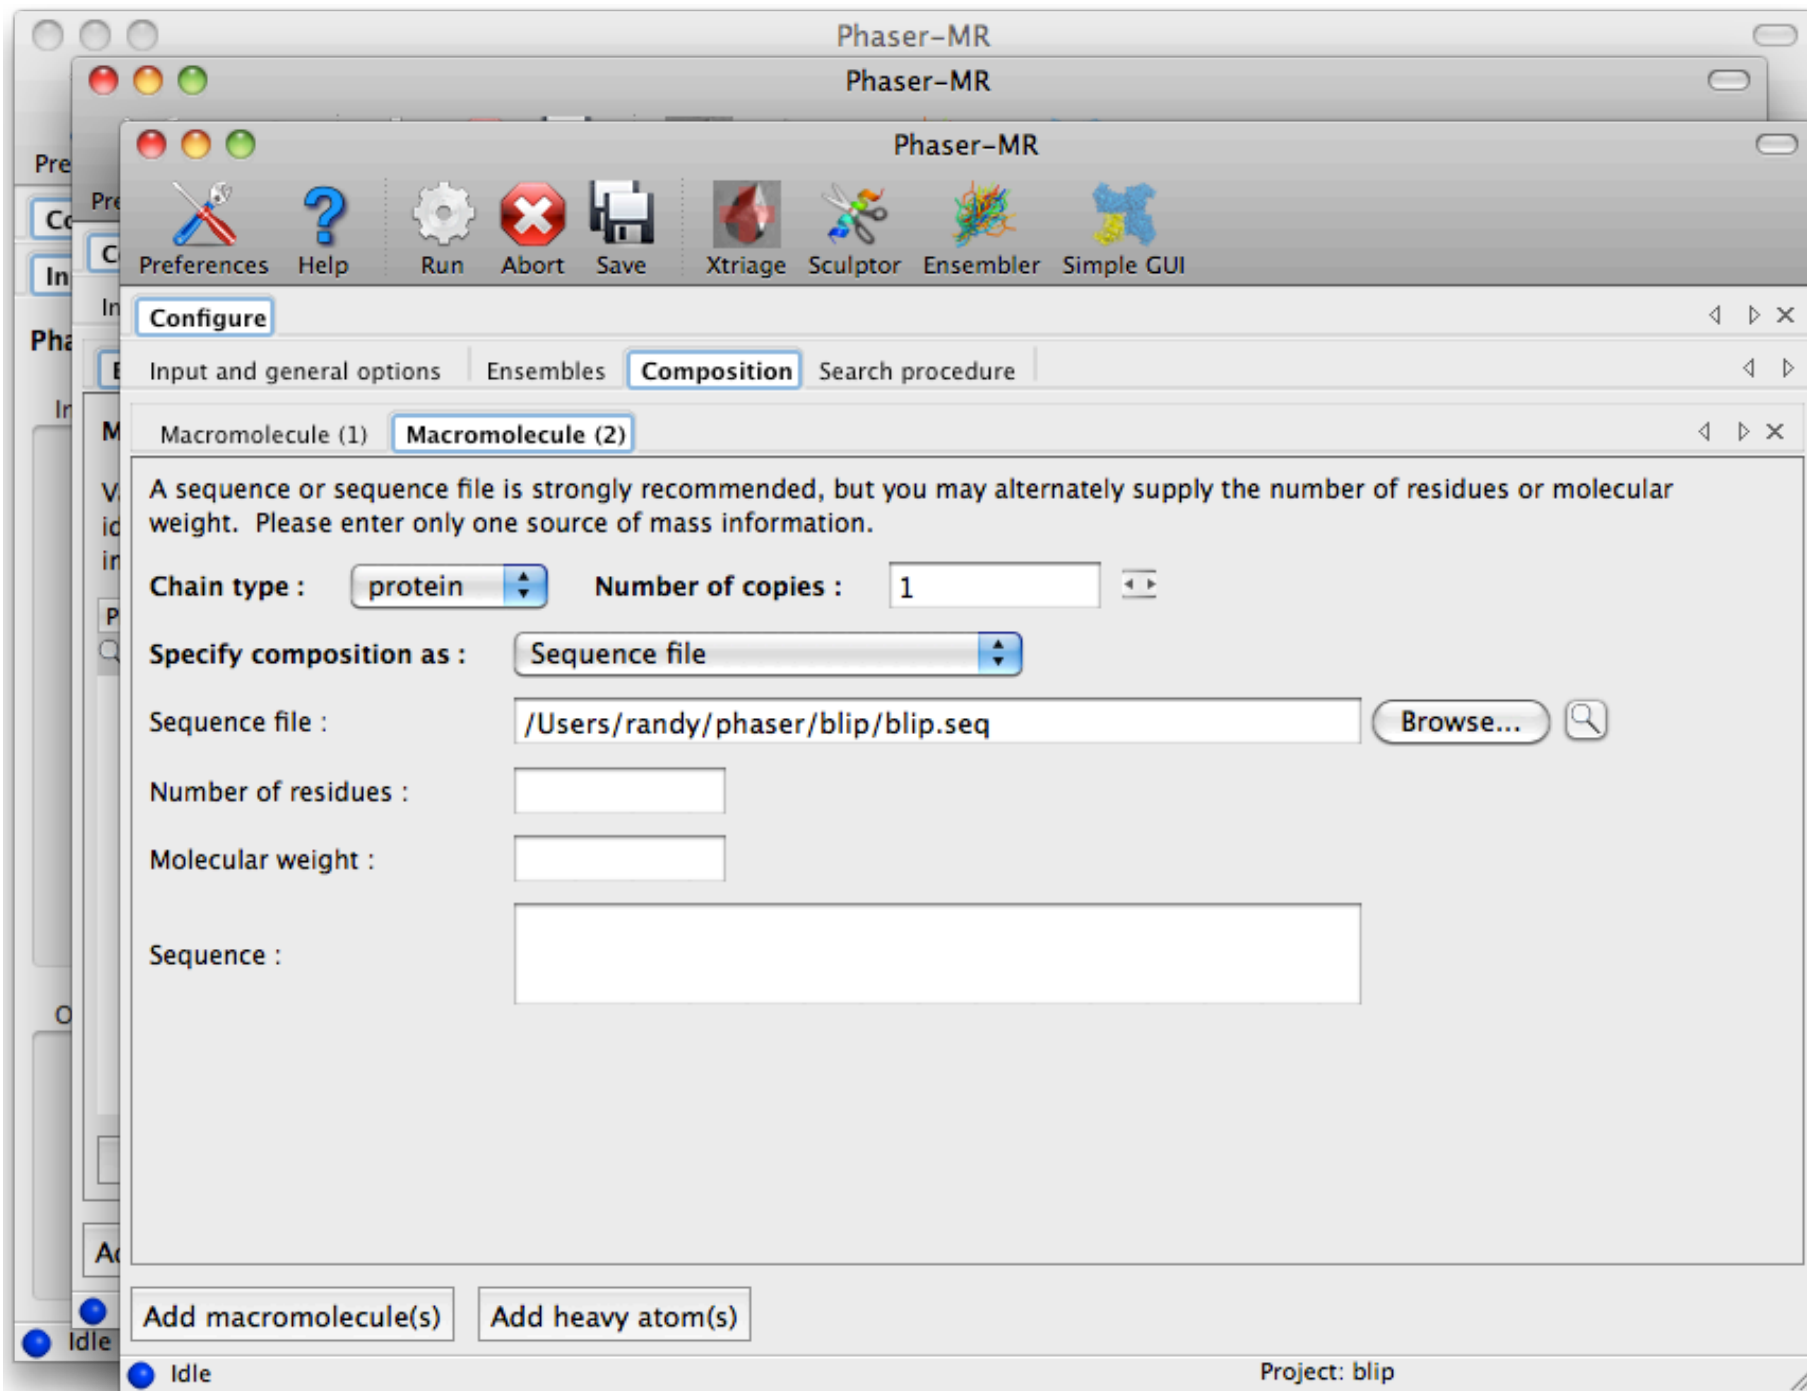 Phaser-MR
Phaser-MR
Phaser-MR
Preferences Help Run Abort Save Xtriage Sculptor Ensembler Simple GUI
Configure
Input and general options Ensembles Composition Search procedure
Macromolecule (1) Macromolecule (2)
A sequence or sequence file is strongly recommended, but you may alternately supply the number of residues or molecular
weight. Please enter only one source of mass information.
Chain type : protein Number of copies : 1
Specify composition as : Sequence file
Sequence file : /Users/randy/phaser/blip/blip.seq Browse...
Number of residues :
Molecular weight :
Sequence :
Add macromolecule(s) Add heavy atom(s)
Idle
Idle Project: blip